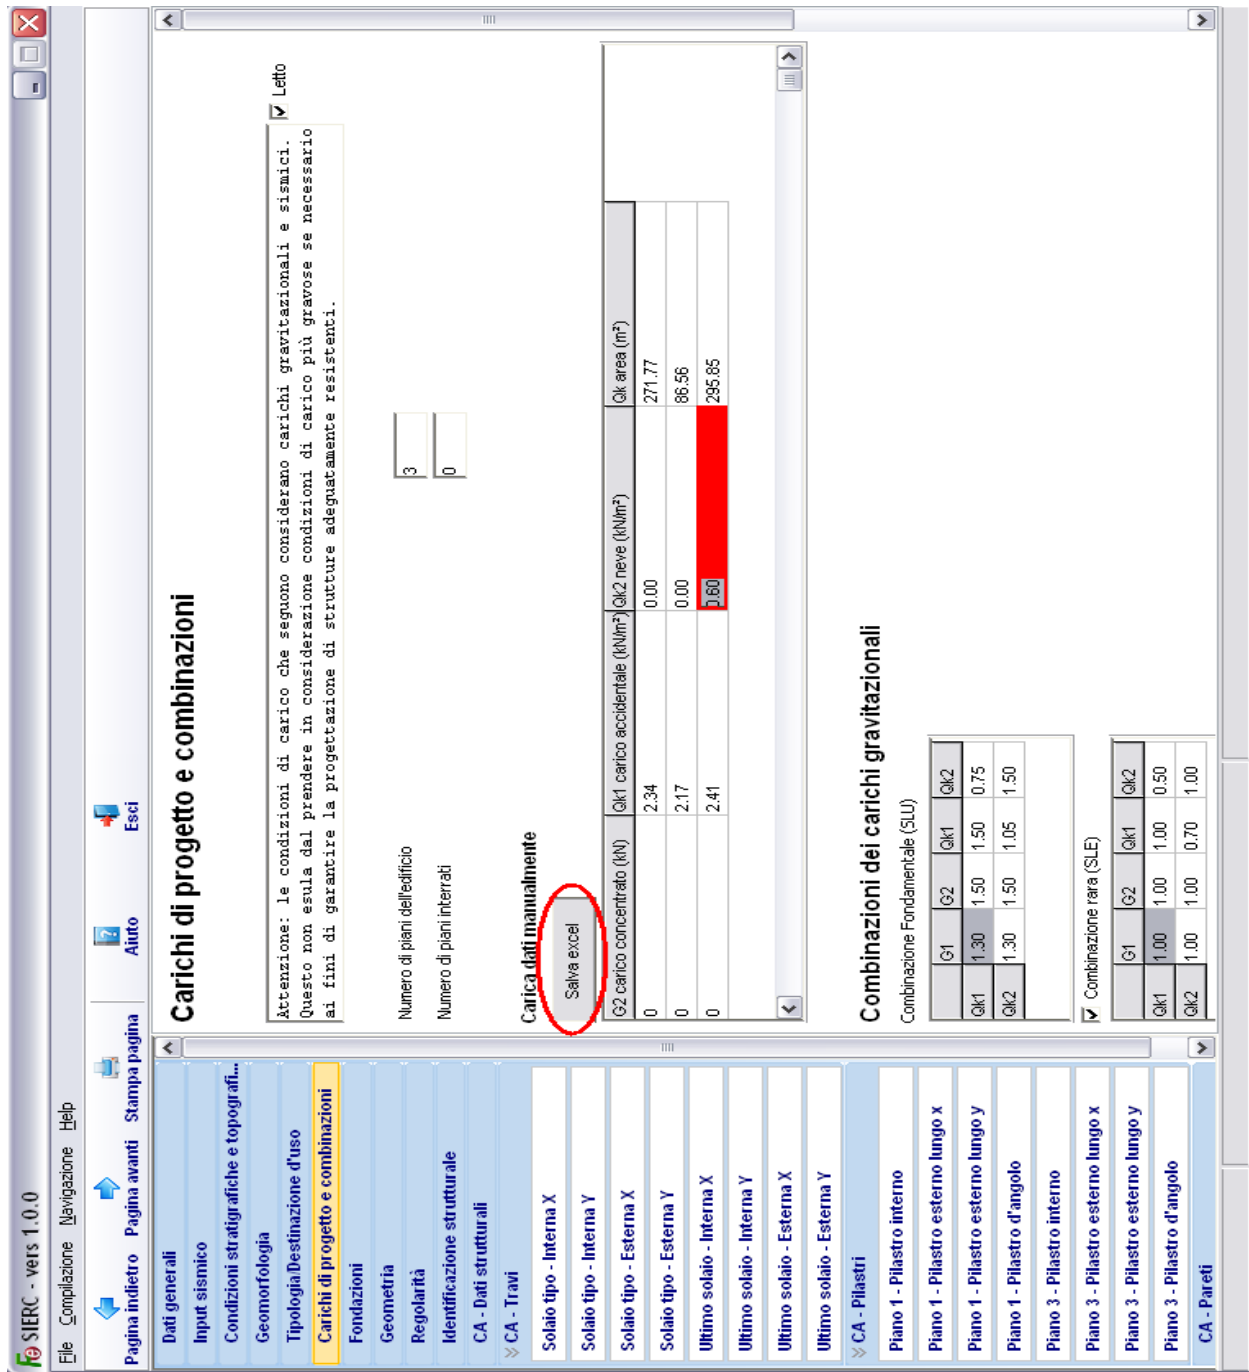 SIERC - vers 1.0.0
File Compilazione Navigazione Help
Pagina indietro Pagina avanti Stampa pagina Aiuto Esci
Dati generali
Input sismico
Condizioni stratigrafiche e topografi...
Geomorfologia
Tipologia/Destinazione d'uso
Carichi di progetto e combinazioni
Fondazioni
Geometria
Regolarità
Identificazione strutturale
CA - Dati strutturali
CA - Travi
Solaio tipo - Interna X
Solaio tipo - Interna Y
Solaio tipo - Esterna X
Solaio tipo - Esterna Y
Ultimo solaio - Interna X
Ultimo solaio - Interna Y
Ultimo solaio - Esterna X
Ultimo solaio - Esterna Y
CA - Pilastri
Piano 1 - Pilastro interno
Piano 1 - Pilastro esterno lungo x
Piano 1 - Pilastro esterno lungo y
Piano 1 - Pilastro d'angolo
Piano 3 - Pilastro interno
Piano 3 - Pilastro esterno lungo x
Piano 3 - Pilastro esterno lungo y
Piano 3 - Pilastro d'angolo
CA - Pareti
Carichi di progetto e combinazioni
Attenzione: le condizioni di carico che seguono considerano carichi gravitazionali e sismici.
Questo non esula dal prendere in considerazione condizioni di carico più gravose se necessario
ai fini di garantire la progettazione di strutture adeguatamente resistenti.
Letto
Numero di piani dell'edificio 3
Numero di piani interrati 0
Carica dati manualmente
Salva excel
G2 carico concentrato (kN) Qk1 carico accidentale (kN/m²) Qk2 neve (kN/m²) Qk area (m²)
0 2.34 0.00 271.77
0 2.17 0.00 86.56
0 2.41 0.60 295.85
Combinazioni dei carichi gravitazionali
Combinazione Fondamentale (SLU)
G1 G2 Qk1 Qk2
Qk1 1.30 1.50 1.50 0.75
Qk2 1.30 1.50 1.05 1.50
Combinazione rara (SLE)
G1 G2 Qk1 Qk2
Qk1 1.00 1.00 1.00 0.50
Qk2 1.00 1.00 0.70 1.00